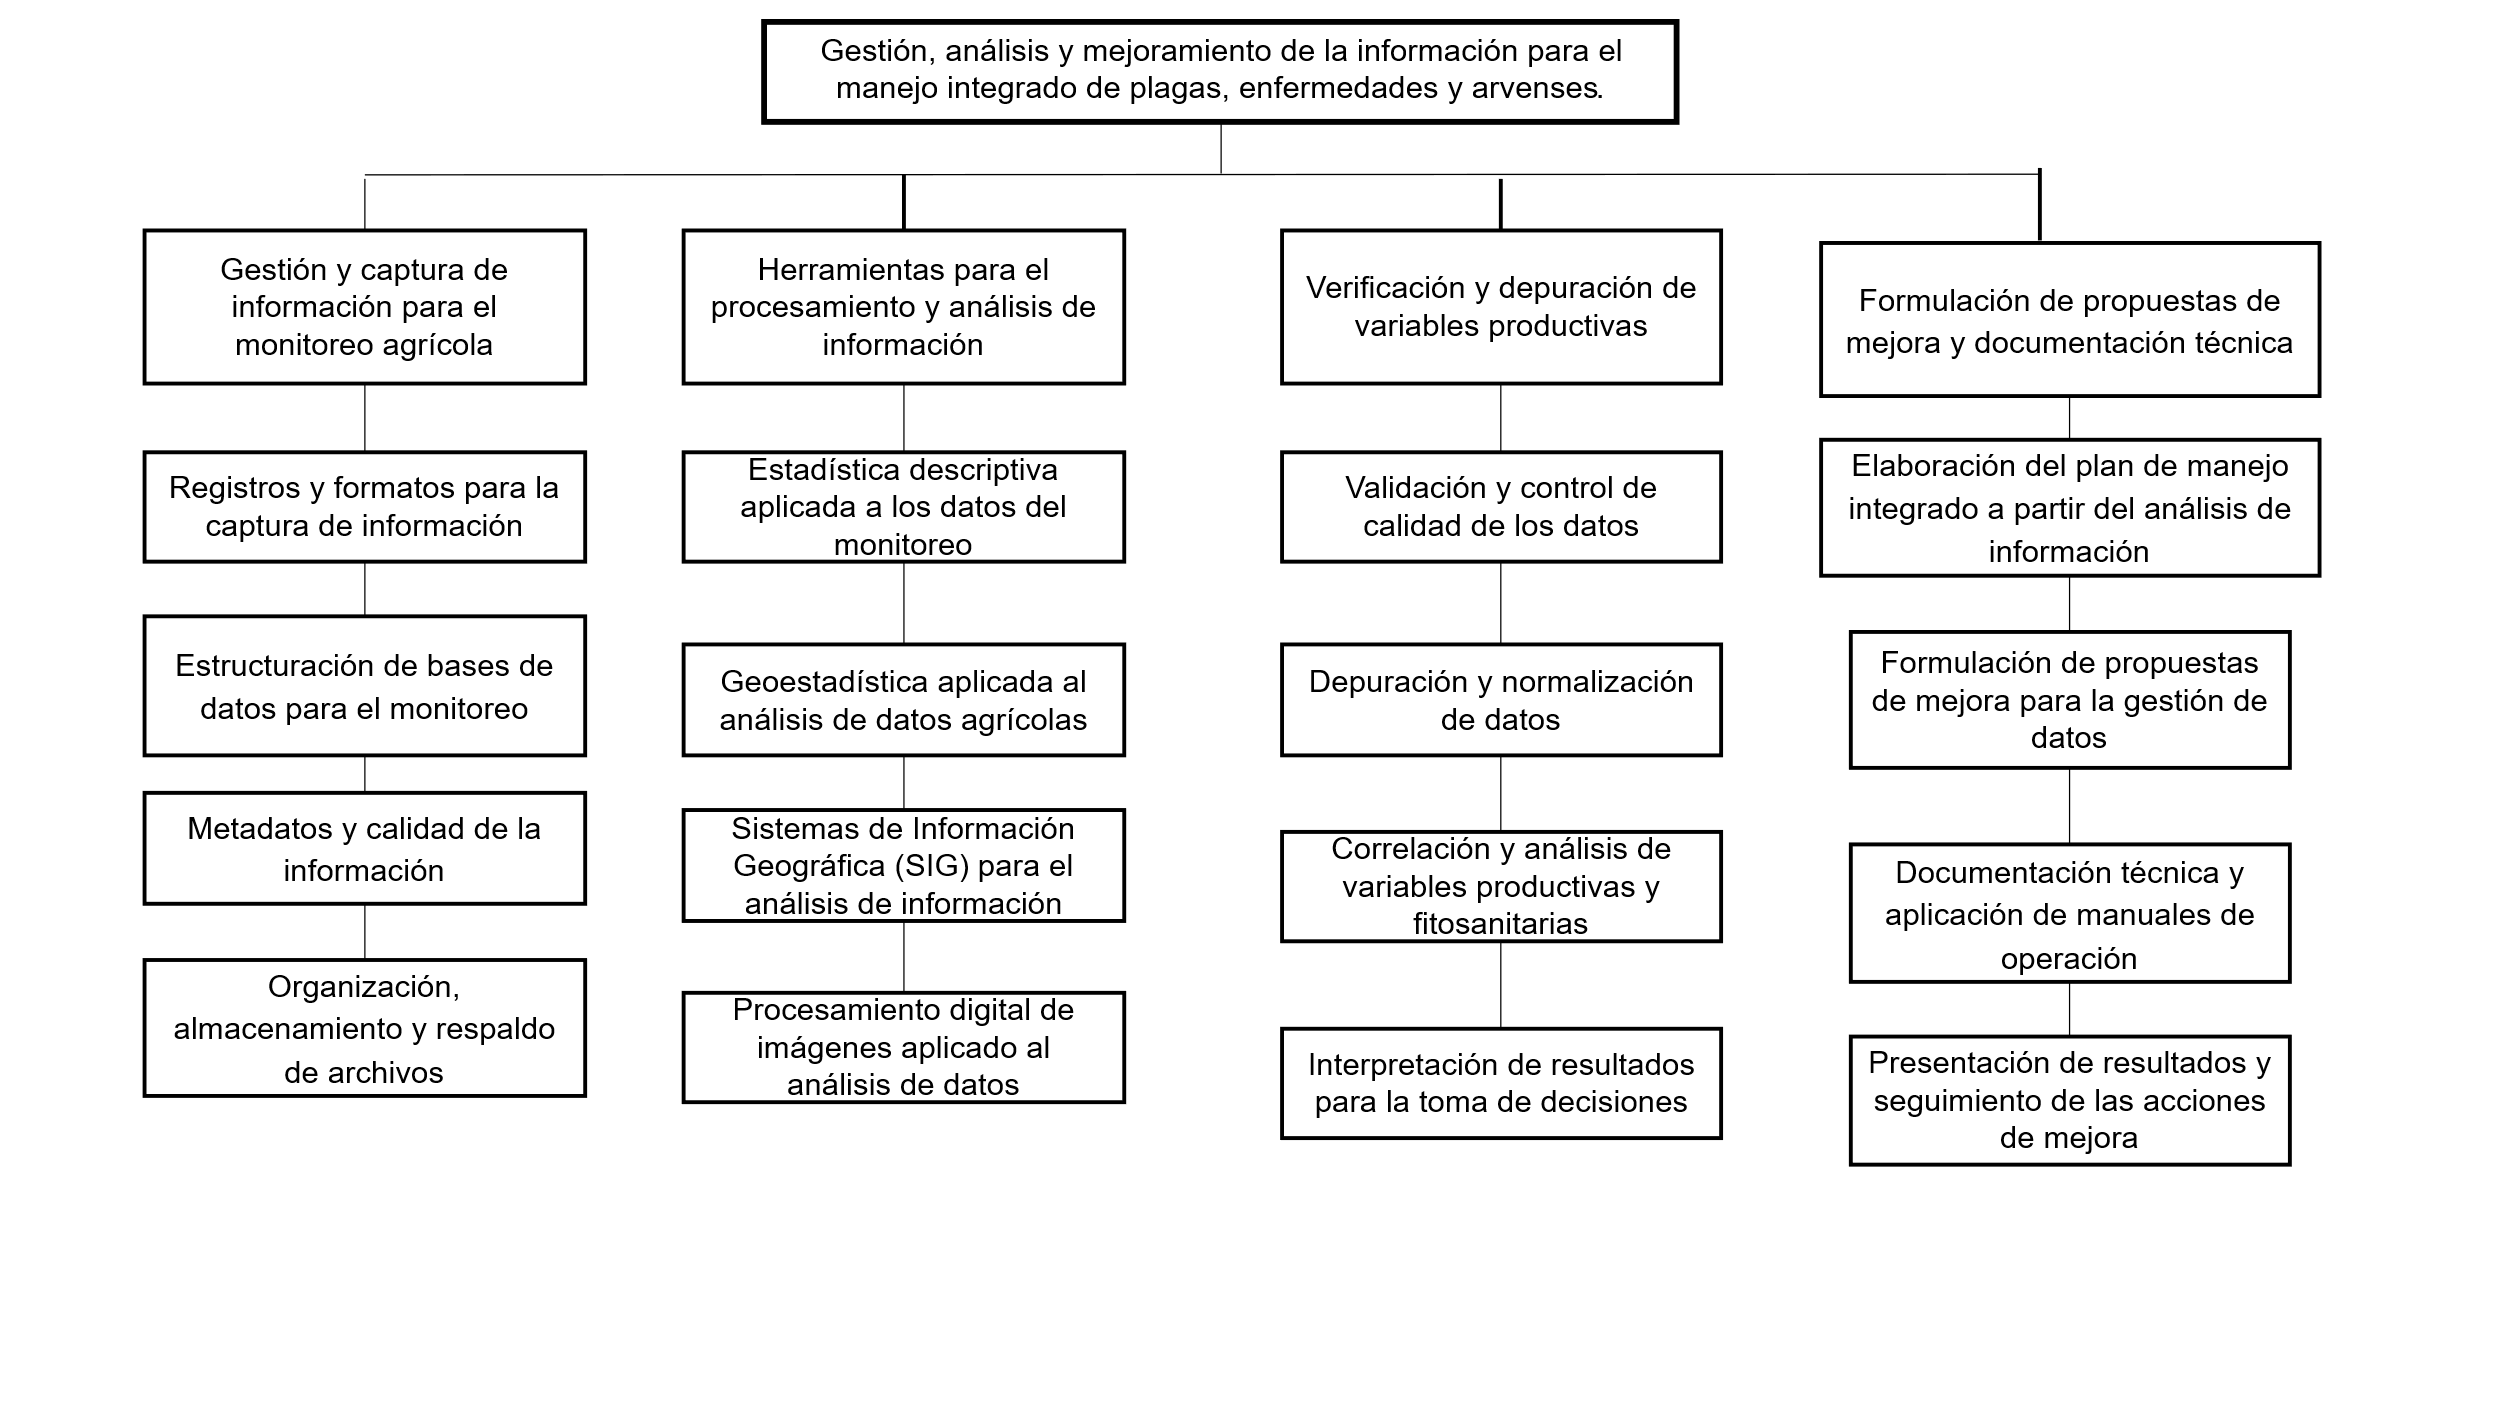 Gestión, análisis y mejoramiento de la información para el
manejo integrado de plagas, enfermedades y arvenses.
Gestión y captura de
información para el
monitoreo agrícola
Registros y formatos para la
captura de información
Estructuración de bases de
datos para el monitoreo
Metadatos y calidad de la
información
Organización,
almacenamiento y respaldo
de archivos
Herramientas para el
procesamiento y análisis de
información
Estadística descriptiva
aplicada a los datos del
monitoreo
Geoestadística aplicada al
análisis de datos agrícolas
Sistemas de Información
Geográfica (SIG) para el
análisis de información
Procesamiento digital de
imágenes aplicado al
análisis de datos
Verificación y depuración de
variables productivas
Validación y control de
calidad de los datos
Depuración y normalización
de datos
Correlación y análisis de
variables productivas y
fitosanitarias
Interpretación de resultados
para la toma de decisiones
Formulación de propuestas de
mejora y documentación técnica
Elaboración del plan de manejo
integrado a partir del análisis de
información
Formulación de propuestas
de mejora para la gestión de
datos
Documentación técnica y
aplicación de manuales de
operación
Presentación de resultados y
seguimiento de las acciones
de mejora